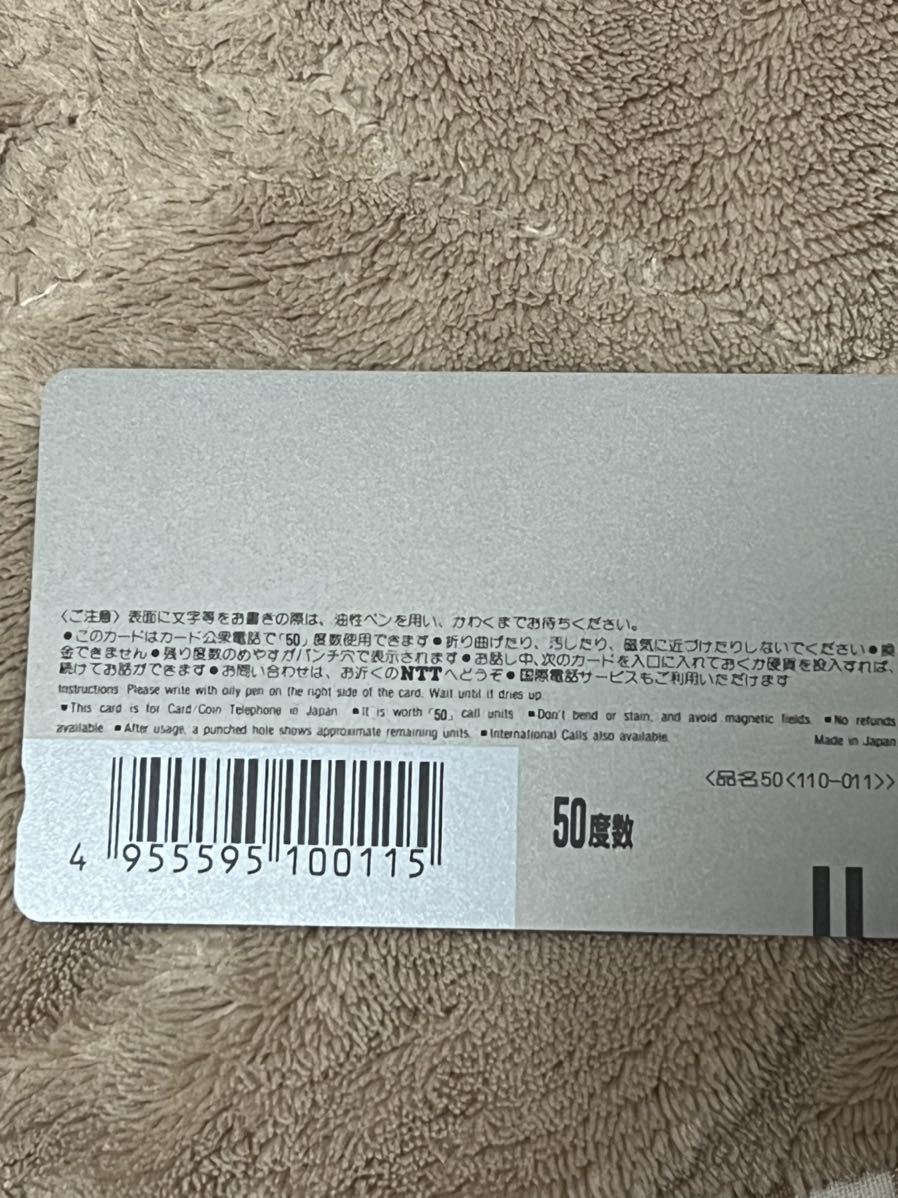 〈ご注意〉表面に文字等をお書きの際は、油性ペンを用い、かわくまでお待ちください。
●このカードはカード公衆電話で「50」度数使用できます●折り曲げたり、汚したり、磁気に近づけたりしないでください●換
金できません●残り度数のめやすがパンチ穴で表示されます●お話し中、次のカードを入口に入れておくか硬貨を投入すれば、
続けてお話ができます●お問い合わせは、お近くのNTTへどうぞ●国際電話サービスもご利用いただけます
Instructions: Please write with oily pen on the right side of the card. Wait until it dries up.
■This card is for Card/Coin Telephone in Japan. ■It is worth「50」call units. ■Don't bend or stain, and avoid magnetic fields. ■No refunds
available. ■After usage, a punched hole shows approximate remaining units. ■International Calls also available.
Made in Japan
〈品名50〈110-011〉〉
50度数
4 955595 100115